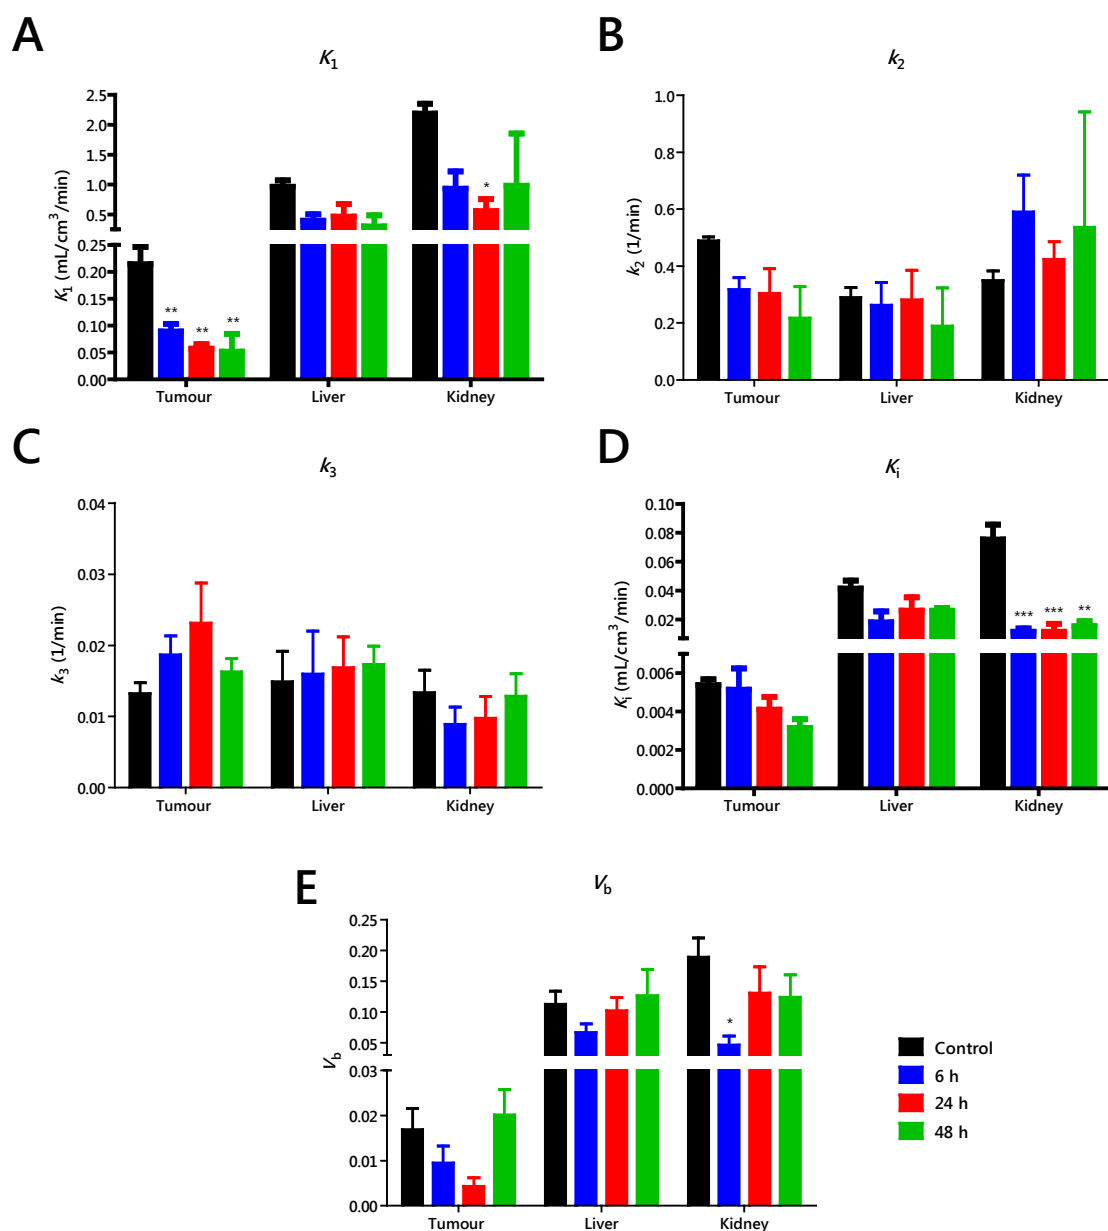 A
K1
K1 (mL/cm³/min)
2.5
2.0
1.5
1.0
0.5
0.25
0.20
0.15
0.10
0.05
0.00
** ** **
*
Tumour Liver Kidney
B
k2
k2 (1/min)
1.0
0.8
0.6
0.4
0.2
0.0
Tumour Liver Kidney
C
k3
k3 (1/min)
0.04
0.03
0.02
0.01
0.00
Tumour Liver Kidney
D
Ki
Ki (mL/cm³/min)
0.10
0.08
0.06
0.04
0.02
0.006
0.004
0.002
0.000
*** *** **
Tumour Liver Kidney
E
Vb
Vb
0.25
0.20
0.15
0.10
0.05
0.03
0.02
0.01
0.00
*
Tumour Liver Kidney
Control
6 h
24 h
48 h